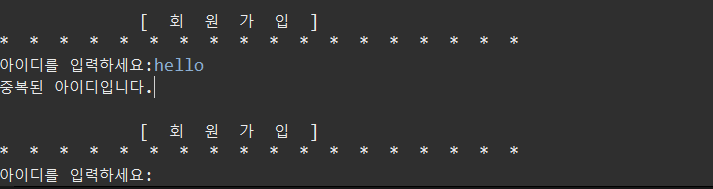 [ 회 원 가 입 ]
* * * * * * * * * * * * * * * * * *
아이디를 입력하세요:hello
중복된 아이디입니다.
[ 회 원 가 입 ]
* * * * * * * * * * * * * * * * * *
아이디를 입력하세요: